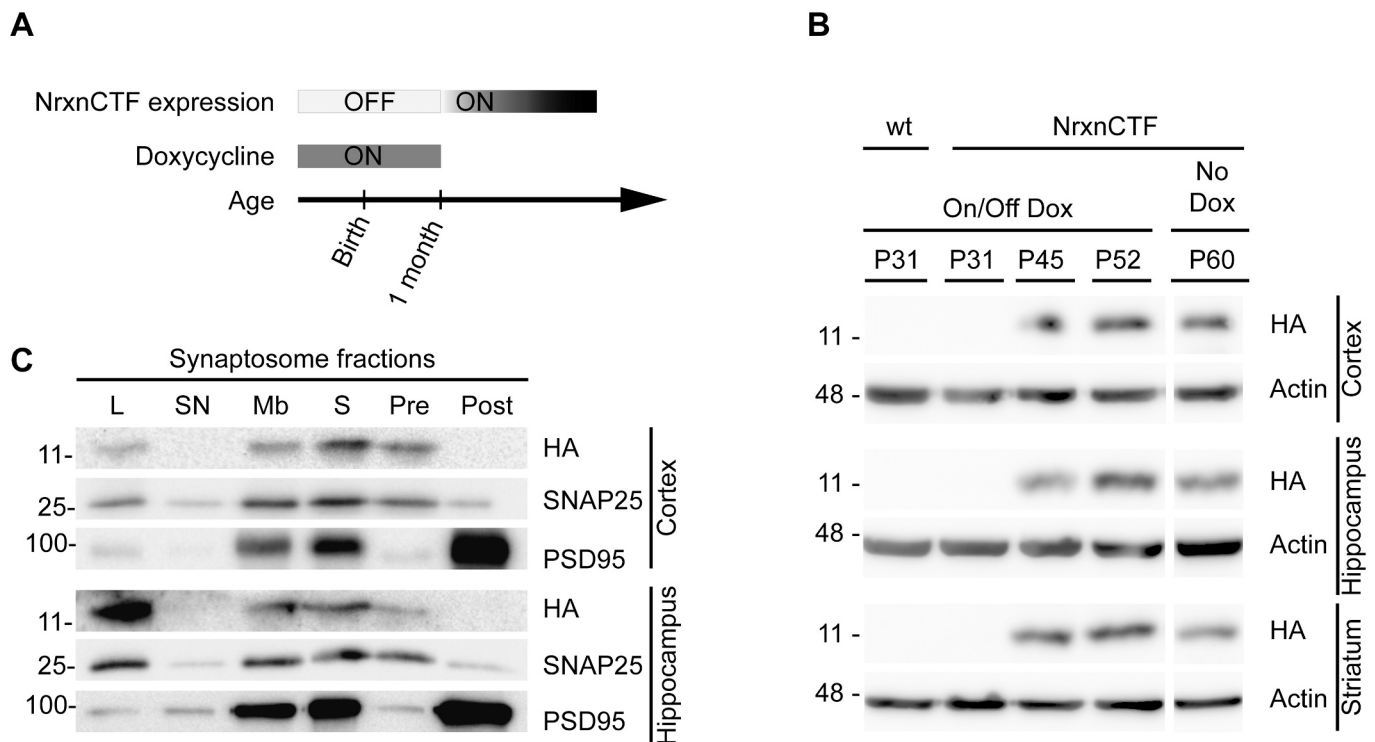 A
NrxnCTF expression
OFF
ON
Doxycycline
ON
Age
Birth
1 month
B
wt
NrxnCTF
No
Dox
On/Off Dox
P31
P31
P45
P52
P60
11 -
HA
48 -
Actin
Cortex
11 -
HA
48 -
Actin
Hippocampus
11 -
HA
48 -
Actin
Striatum
C
Synaptosome fractions
L
SN
Mb
S
Pre
Post
11-
HA
25-
SNAP25
100-
PSD95
Cortex
11-
HA
25-
SNAP25
100-
PSD95
Hippocampus